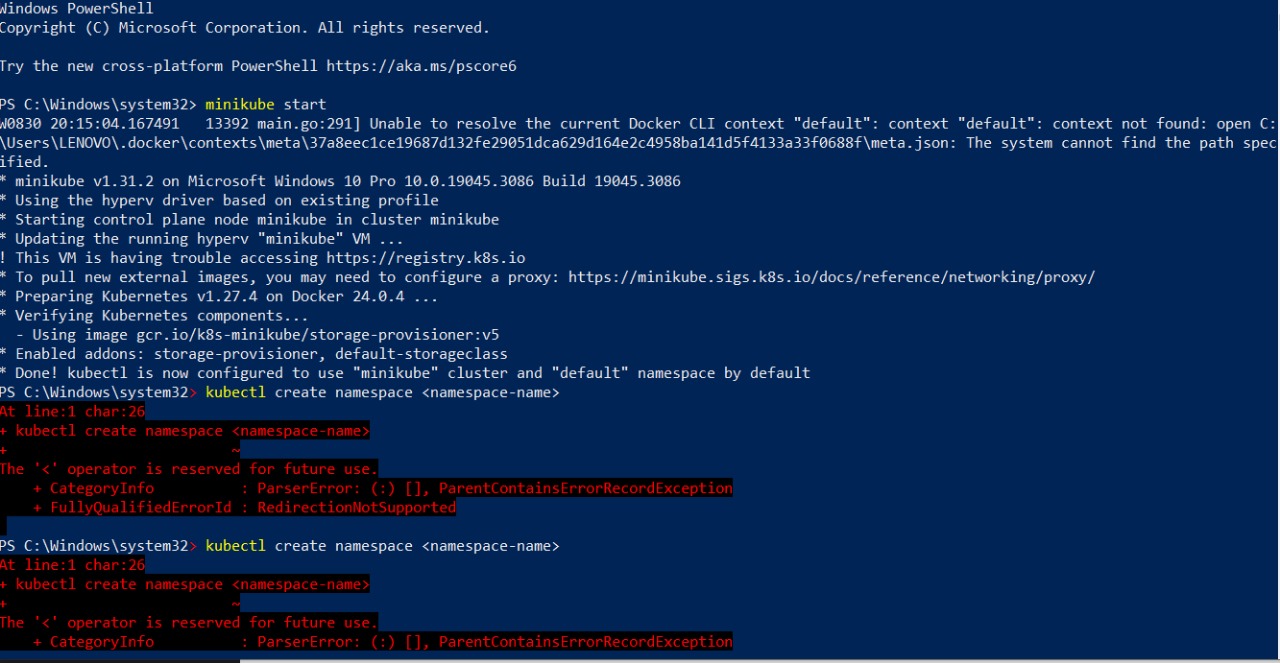 Windows PowerShell
Copyright (C) Microsoft Corporation. All rights reserved.
Try the new cross-platform PowerShell https://aka.ms/pscore6
PS C:\Windows\system32> minikube start
W0830 20:15:04.167491   13392 main.go:291] Unable to resolve the current Docker CLI context "default": context "default": context not found: open C:
\Users\LENOVO\.docker\contexts\meta\37a8eec1ce19687d132fe29051dca629d164e2c4958ba141d5f4133a33f0688f\meta.json: The system cannot find the path spec
ified.
* minikube v1.31.2 on Microsoft Windows 10 Pro 10.0.19045.3086 Build 19045.3086
* Using the hyperv driver based on existing profile
* Starting control plane node minikube in cluster minikube
* Updating the running hyperv "minikube" VM ...
! This VM is having trouble accessing https://registry.k8s.io
* To pull new external images, you may need to configure a proxy: https://minikube.sigs.k8s.io/docs/reference/networking/proxy/
* Preparing Kubernetes v1.27.4 on Docker 24.0.4 ...
* Verifying Kubernetes components...
  - Using image gcr.io/k8s-minikube/storage-provisioner:v5
* Enabled addons: storage-provisioner, default-storageclass
* Done! kubectl is now configured to use "minikube" cluster and "default" namespace by default
PS C:\Windows\system32> kubectl create namespace <namespace-name>
At line:1 char:26
+ kubectl create namespace <namespace-name>
+                          ~
The '<' operator is reserved for future use.
    + CategoryInfo          : ParserError: (:) [], ParentContainsErrorRecordException
    + FullyQualifiedErrorId : RedirectionNotSupported
PS C:\Windows\system32> kubectl create namespace <namespace-name>
At line:1 char:26
+ kubectl create namespace <namespace-name>
+                          ~
The '<' operator is reserved for future use.
    + CategoryInfo          : ParserError: (:) [], ParentContainsErrorRecordException